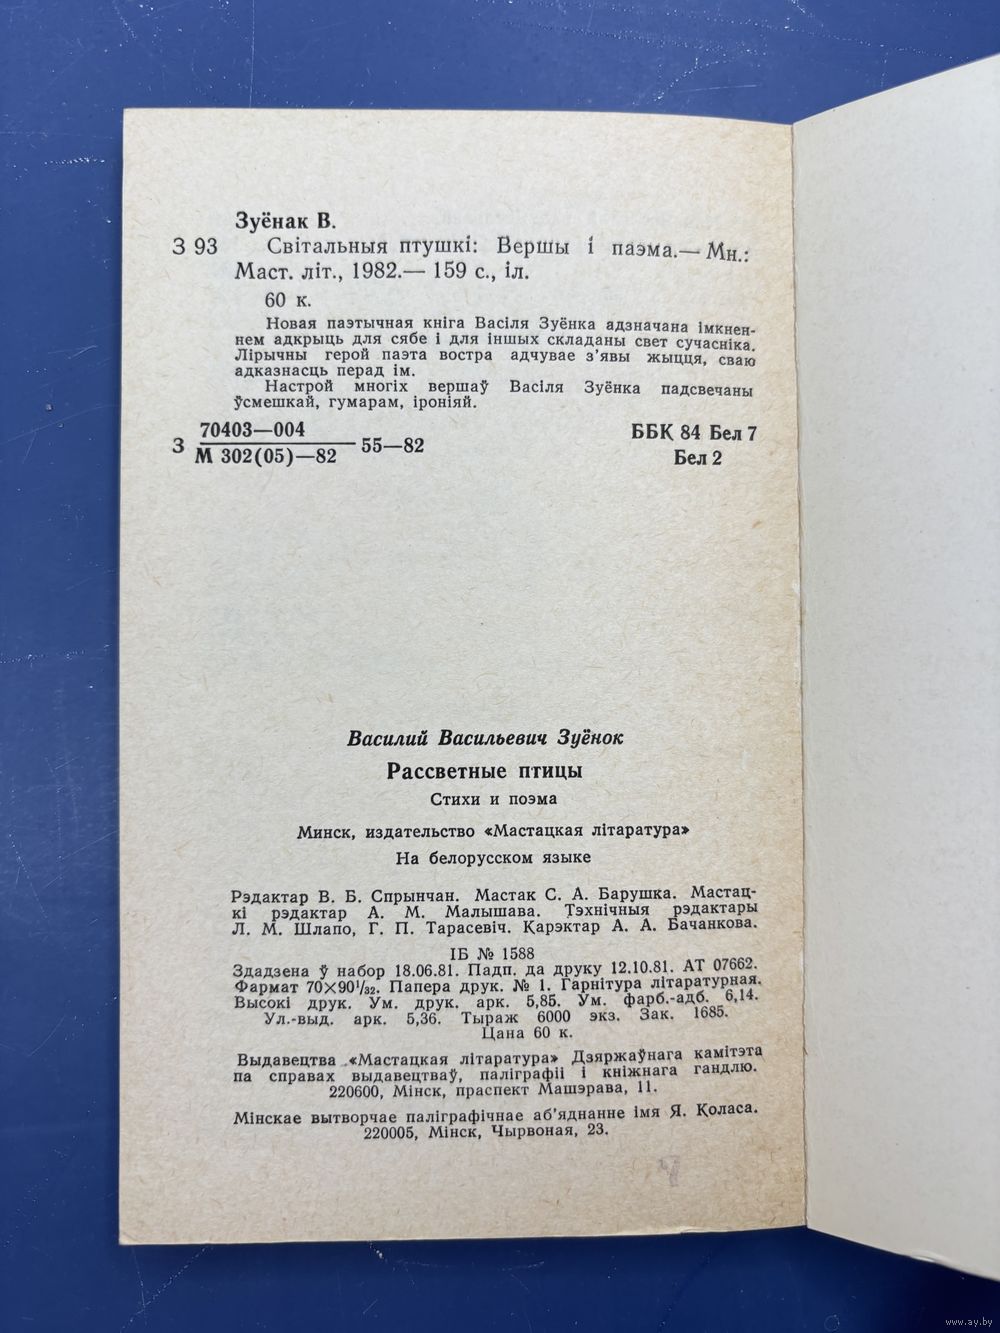 Зуёнак В.
З 93 Світальныя птушкі: Вершы і паэма.— Мн.:
Маст. літ., 1982.— 159 с., іл.
60 к.
Новая паэтычная кніга Васіля Зуёнка адзначана імкнен-
нем адкрыць для сябе і для іншых складаны свет сучасніка.
Лірычны герой паэта востра адчувае з’явы жыцця, сваю
адказнасць перад ім.
Настрой многіх вершаў Васіля Зуёнка падсвечаны
ўсмешкай, гумарам, іроніяй.
З 70403—004
М 302(05)—82 55—82
ББК 84 Бел 7
Бел 2
Василий Васильевич Зуёнок
Рассветные птицы
Стихи и поэма
Минск, издательство «Мастацкая літаратура»
На белорусском языке
Рэдактар В. Б. Спрынчан. Мастак С. А. Барушка. Мастац-
кі рэдактар А. М. Малышава. Тэхнічныя рэдактары
Л. М. Шлапо, Г. П. Тарасевіч. Карэктар А. А. Бачанкова.
ІБ № 1588
Здадзена ў набор 18.06.81. Падп. да друку 12.10.81. АТ 07662.
Фармат 70×90¹/₃₂. Папера друк. № 1. Гарнітура літаратурная.
Высокі друк. Ум. друк. арк. 5,85. Ум. фарб.-адб. 6,14.
Ул.-выд. арк. 5,36. Тыраж 6000 экз. Зак. 1685.
Цана 60 к.
Выдавецтва «Мастацкая літаратура» Дзяржаўнага камітэта
па справах выдавецтваў, паліграфіі і кніжнага гандлю.
220600, Мінск, праспект Машэрава, 11.
Мінскае вытворчае паліграфічнае аб’яднанне імя Я. Коласа.
220005, Мінск, Чырвоная, 23.
www.ay.by